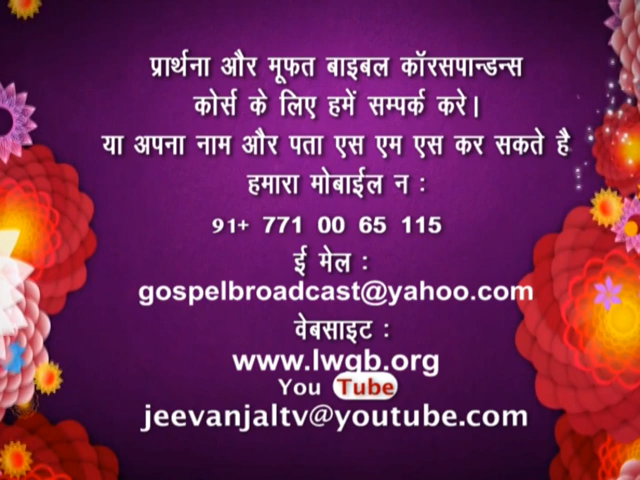 प्रार्थना और मूफत बाइबल कॉरसपान्डन्स
कोर्स के लिए हमें सम्पर्क करे।
या अपना नाम और पता एस एम एस कर सकते है
हमारा मोबाईल न :
91+ 771 00 65 115
ई मेल :
gospelbroadcast@yahoo.com
वेबसाइट :
www.lwgb.org
You Tube
jeevanjaltv@youtube.com